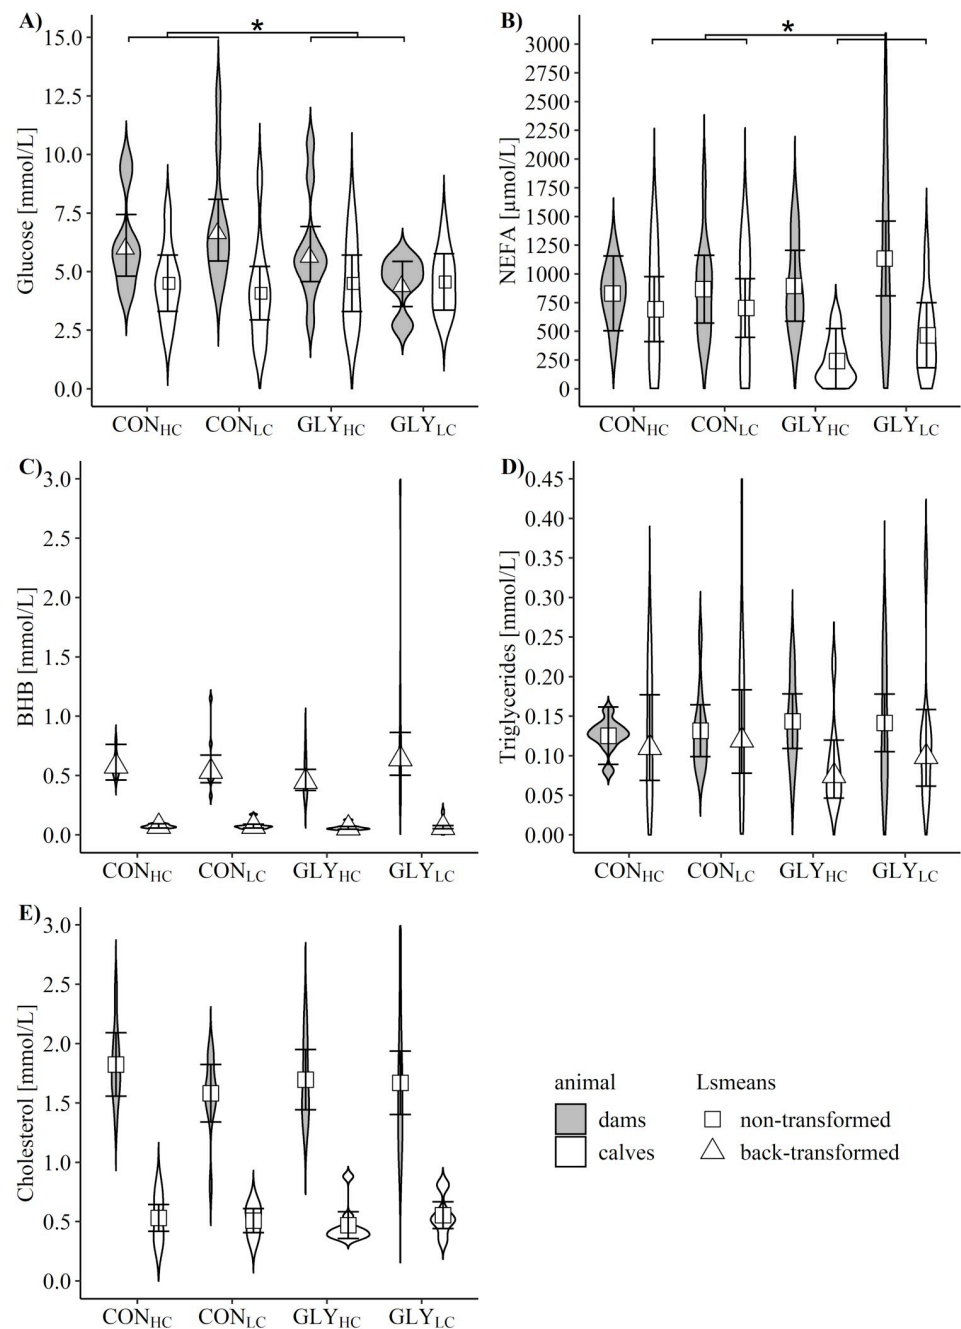 A)
Glucose [mmol/L]
15.0
12.5
10.0
7.5
5.0
2.5
0.0
*
CONHC CONLC GLYHC GLYLC
B)
NEFA [µmol/L]
3000
2750
2500
2250
2000
1750
1500
1250
1000
750
500
250
0
*
CONHC CONLC GLYHC GLYLC
C)
BHB [mmol/L]
3.0
2.5
2.0
1.5
1.0
0.5
0.0
CONHC CONLC GLYHC GLYLC
D)
Triglycerides [mmol/L]
0.45
0.40
0.35
0.30
0.25
0.20
0.15
0.10
0.05
0.00
CONHC CONLC GLYHC GLYLC
E)
Cholesterol [mmol/L]
3.0
2.5
2.0
1.5
1.0
0.5
0.0
CONHC CONLC GLYHC GLYLC
animal
dams
calves
Lsmeans
non-transformed
back-transformed